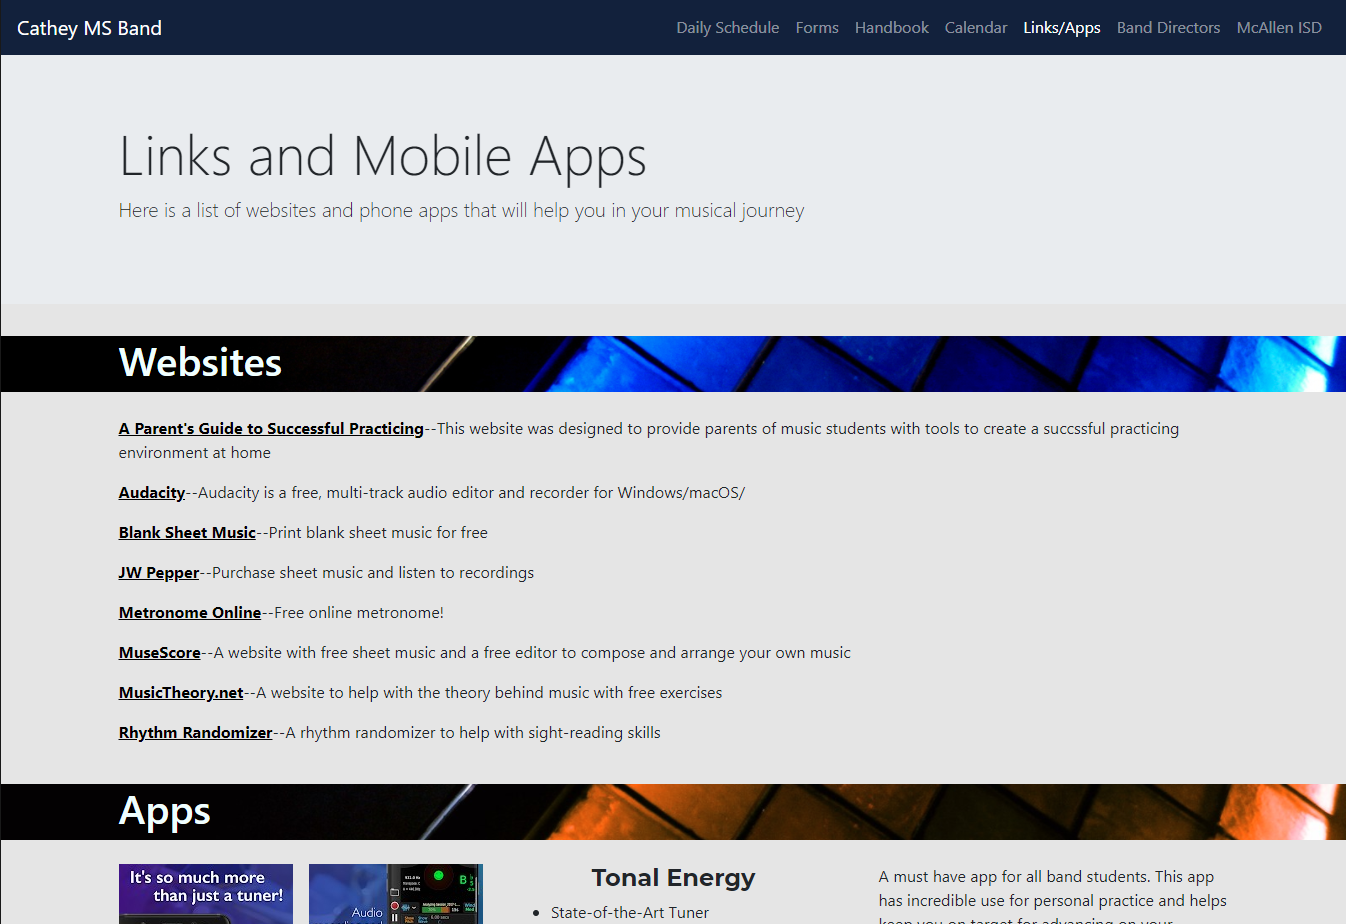 Cathey MS Band
Daily Schedule Forms Handbook Calendar Links/Apps Band Directors McAllen ISD
Links and Mobile Apps
Here is a list of websites and phone apps that will help you in your musical journey
Websites
A Parent's Guide to Successful Practicing--This website was designed to provide parents of music students with tools to create a succssful practicing
environment at home
Audacity--Audacity is a free, multi-track audio editor and recorder for Windows/macOS/
Blank Sheet Music--Print blank sheet music for free
JW Pepper--Purchase sheet music and listen to recordings
Metronome Online--Free online metronome!
MuseScore--A website with free sheet music and a free editor to compose and arrange your own music
MusicTheory.net--A website to help with the theory behind music with free exercises
Rhythm Randomizer--A rhythm randomizer to help with sight-reading skills
Apps
It's so much more
than just a tuner!
Audio
B
Tonal Energy
State-of-the-Art Tuner
A must have app for all band students. This app
has incredible use for personal practice and helps
keep you on target for advancing on your